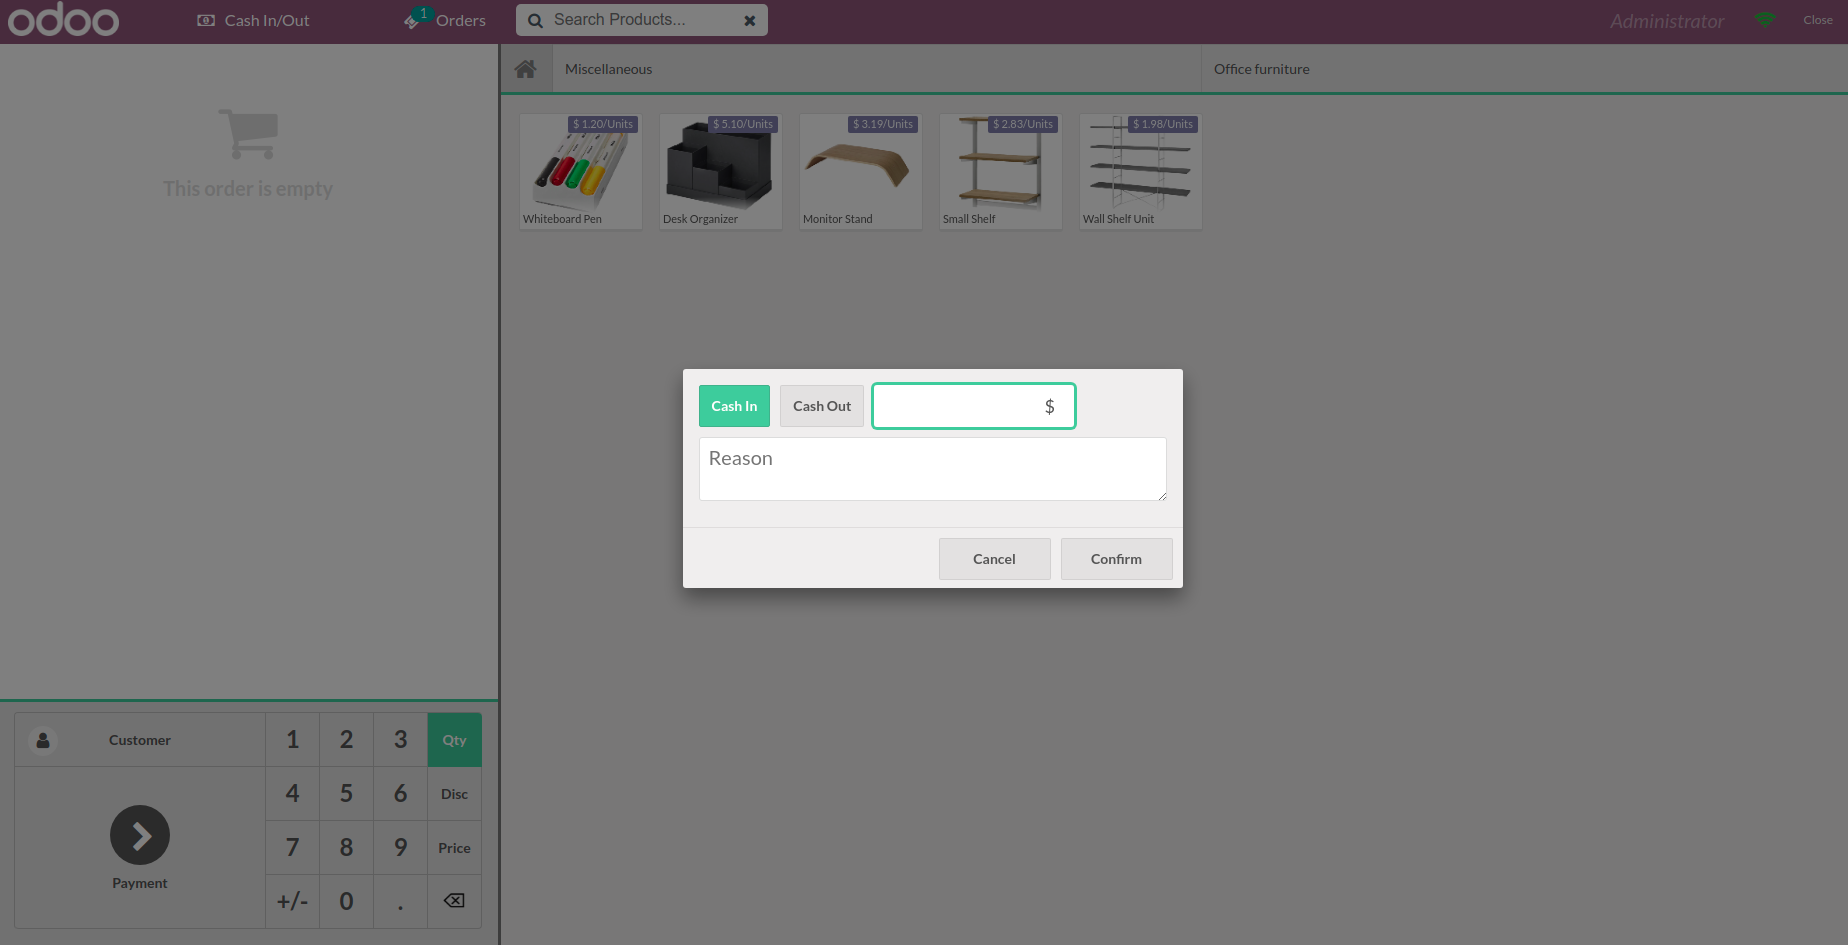 odoo
Cash In/Out
1
Orders
Search Products...
Administrator
Close
Miscellaneous
Office furniture
This order is empty
$ 1.20/Units
Whiteboard Pen
$ 5.10/Units
Desk Organizer
$ 3.19/Units
Monitor Stand
$ 2.83/Units
Small Shelf
$ 1.98/Units
Wall Shelf Unit
Cash In
Cash Out
$
Reason
Cancel
Confirm
Customer
1 2 3 Qty
4 5 6 Disc
7 8 9 Price
Payment
+/- 0 .